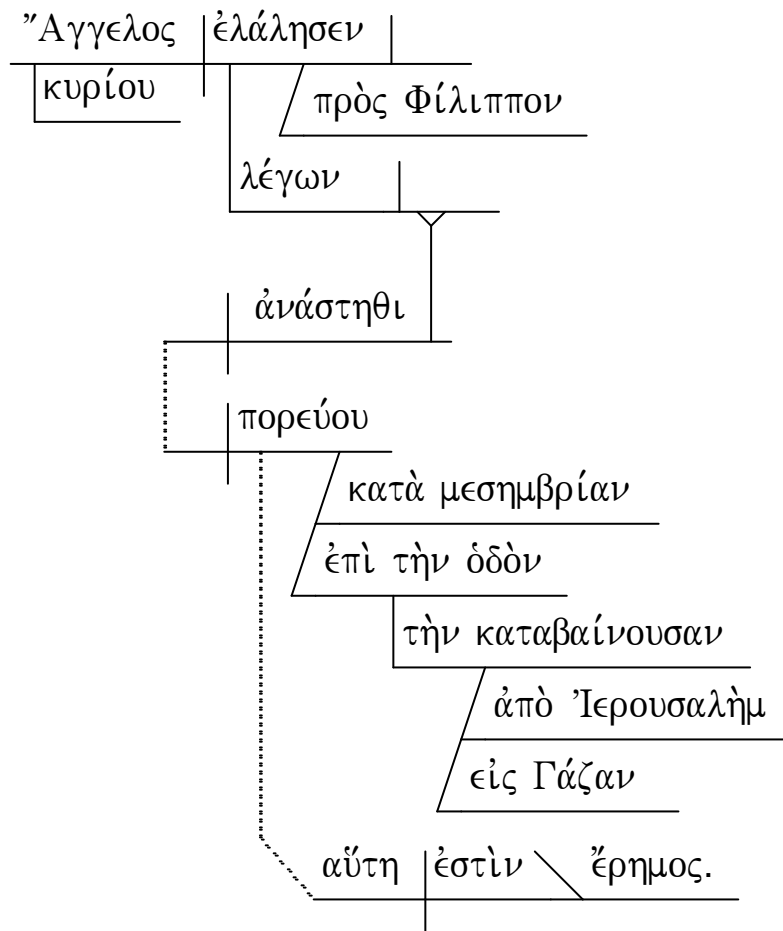 Ἄγγελος ἐλάλησεν
κυρίου
πρὸς Φίλιππον
λέγων
ἀνάστηθι
πορεύου
κατὰ μεσημβρίαν
ἐπὶ τὴν ὁδὸν
τὴν καταβαίνουσαν
ἀπὸ Ἰερουσαλὴμ
εἰς Γάζαν
αὕτη ἐστὶν ἔρημος.